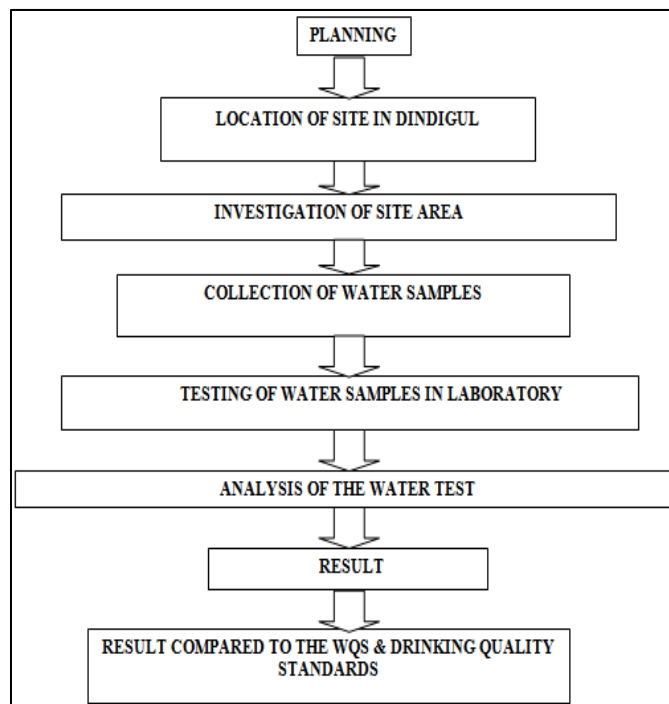 PLANNING
LOCATION OF SITE IN DINDIGUL
INVESTIGATION OF SITE AREA
COLLECTION OF WATER SAMPLES
TESTING OF WATER SAMPLES IN LABORATORY
ANALYSIS OF THE WATER TEST
RESULT
RESULT COMPARED TO THE WQS & DRINKING QUALITY
STANDARDS